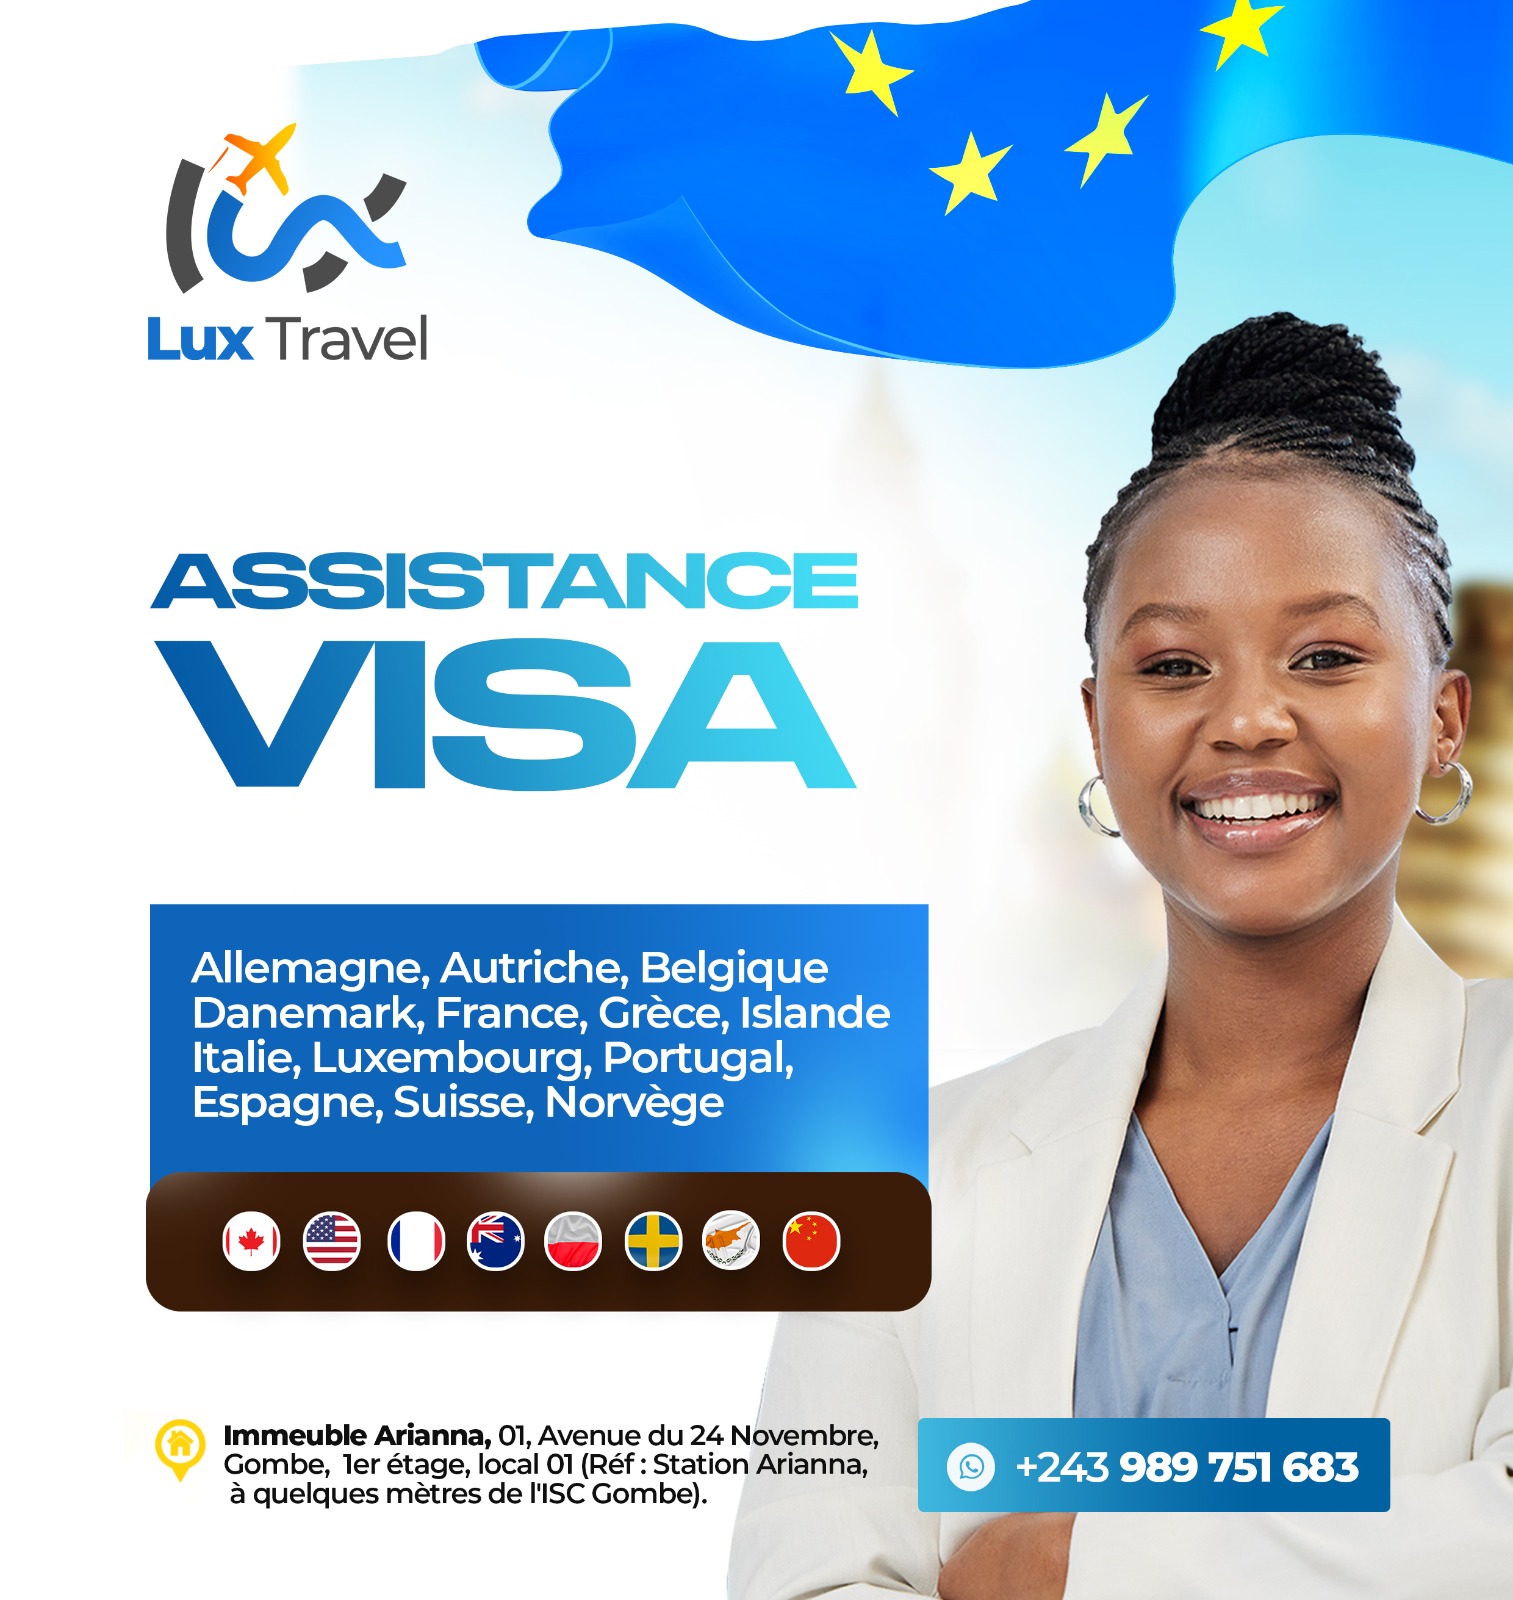 Lux
Lux Travel
ASSISTANCE
VISA
Allemagne, Autriche, Belgique
Danemark, France, Grèce, Islande
Italie, Luxembourg, Portugal,
Espagne, Suisse, Norvège
Immeuble Arianna, 01, Avenue du 24 Novembre,
Gombe, 1er étage, local 01 (Réf : Station Arianna,
à quelques mètres de l'ISC Gombe).
+243 989 751 683